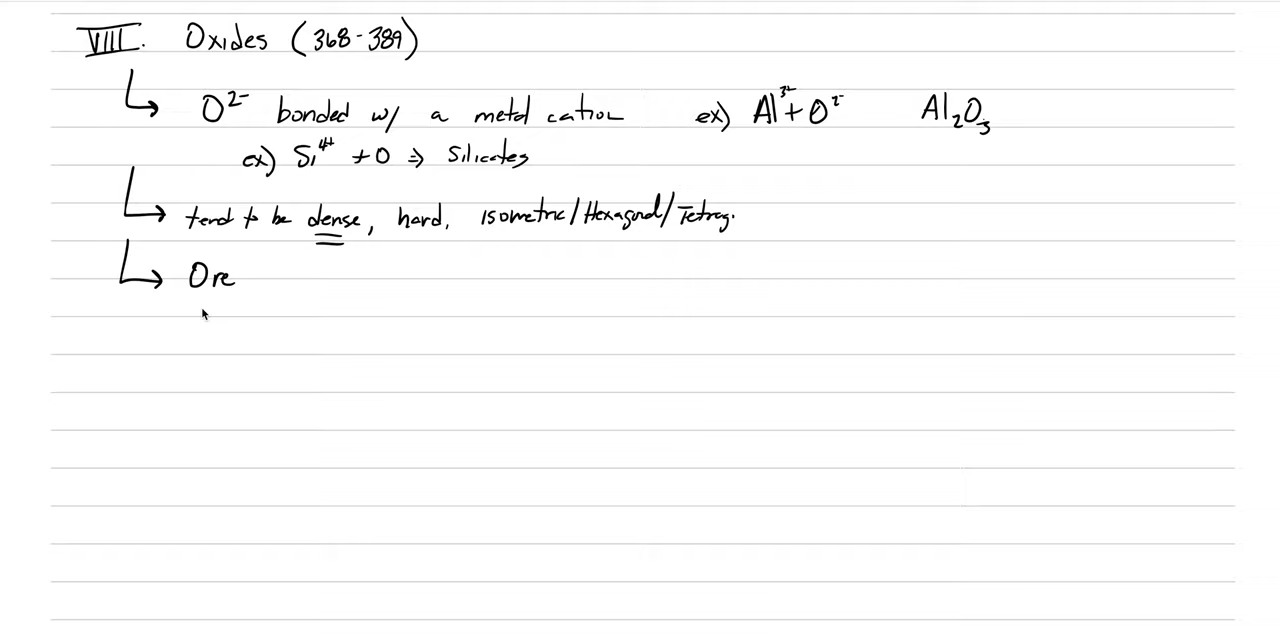 VIII. Oxides (368-389)
↳ O²⁻ bonded w/ a metal cation ex) Al³⁺ + O²⁻ Al₂O₃
ex) Si⁴⁺ + O ⇒ Silicates
↳ tend to be dense, hard, Isometric/Hexagonal/Tetrag.
↳ Ore